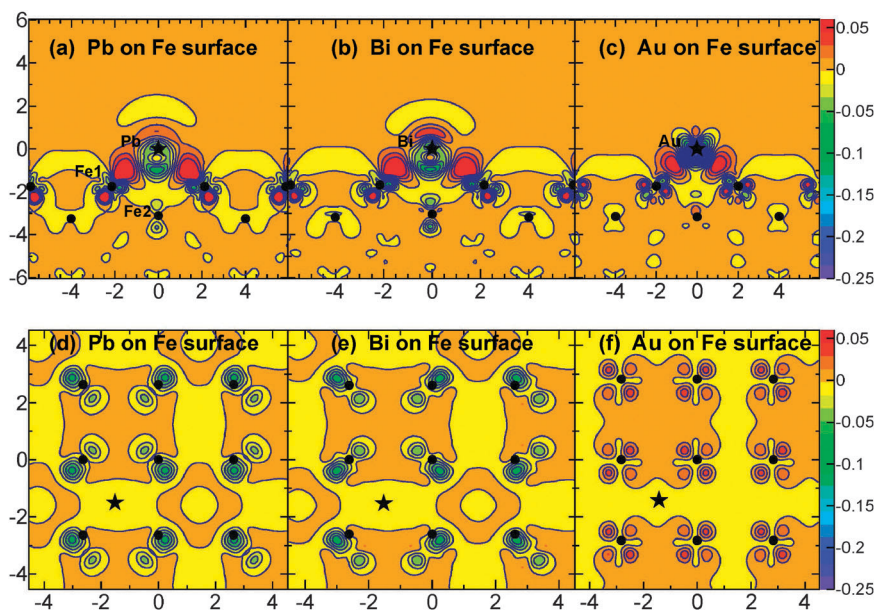 (a) Pb on Fe surface
(b) Bi on Fe surface
(c) Au on Fe surface
6
4
2
0
-2
-4
6
Pb
Fe1
Fe2
Bi
Au
0.05
0
-0.05
-0.1
-0.15
-0.2
-0.25
-4 -2 0 2 4
-4 -2 0 2 4
-4 -2 0 2 4
(d) Pb on Fe surface
(e) Bi on Fe surface
(f) Au on Fe surface
4
2
0
-2
-4
0.05
0
-0.05
-0.1
-0.15
-0.2
-0.25
-4 -2 0 2 4
-4 -2 0 2 4
-4 -2 0 2 4